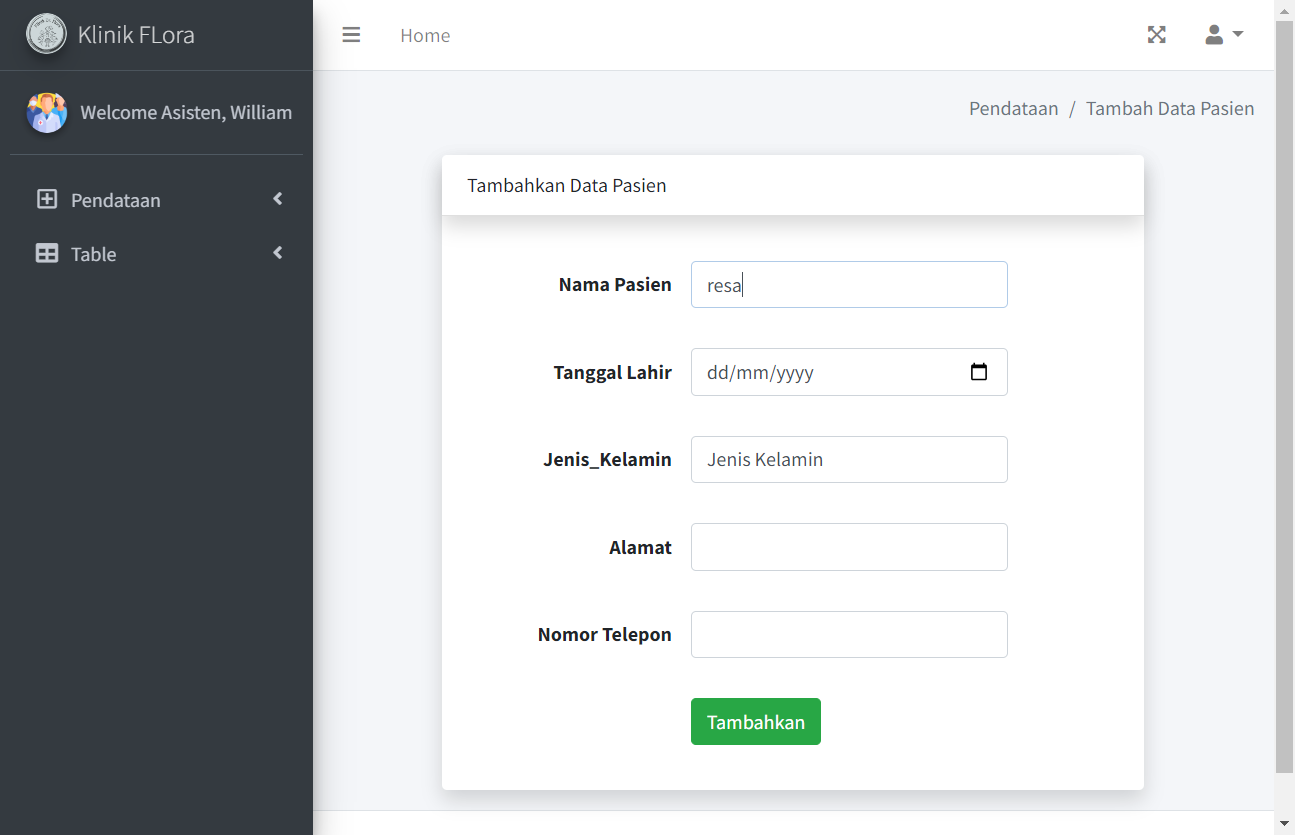 Klinik FLora
Home
Welcome Asisten, William
Pendataan / Tambah Data Pasien
Pendataan
Table
Tambahkan Data Pasien
Nama Pasien resa
Tanggal Lahir dd/mm/yyyy
Jenis_Kelamin Jenis Kelamin
Alamat
Nomor Telepon
Tambahkan